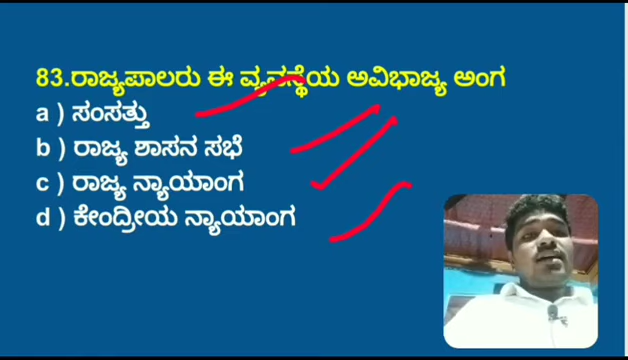 83.ರಾಜ್ಯಪಾಲರು ಈ ವ್ಯವಸ್ಥೆಯ ಅವಿಭಾಜ್ಯ ಅಂಗ
a ) ಸಂಸತ್ತು
b ) ರಾಜ್ಯ ಶಾಸನ ಸಭೆ
c ) ರಾಜ್ಯ ನ್ಯಾಯಾಂಗ
d ) ಕೇಂದ್ರೀಯ ನ್ಯಾಯಾಂಗ